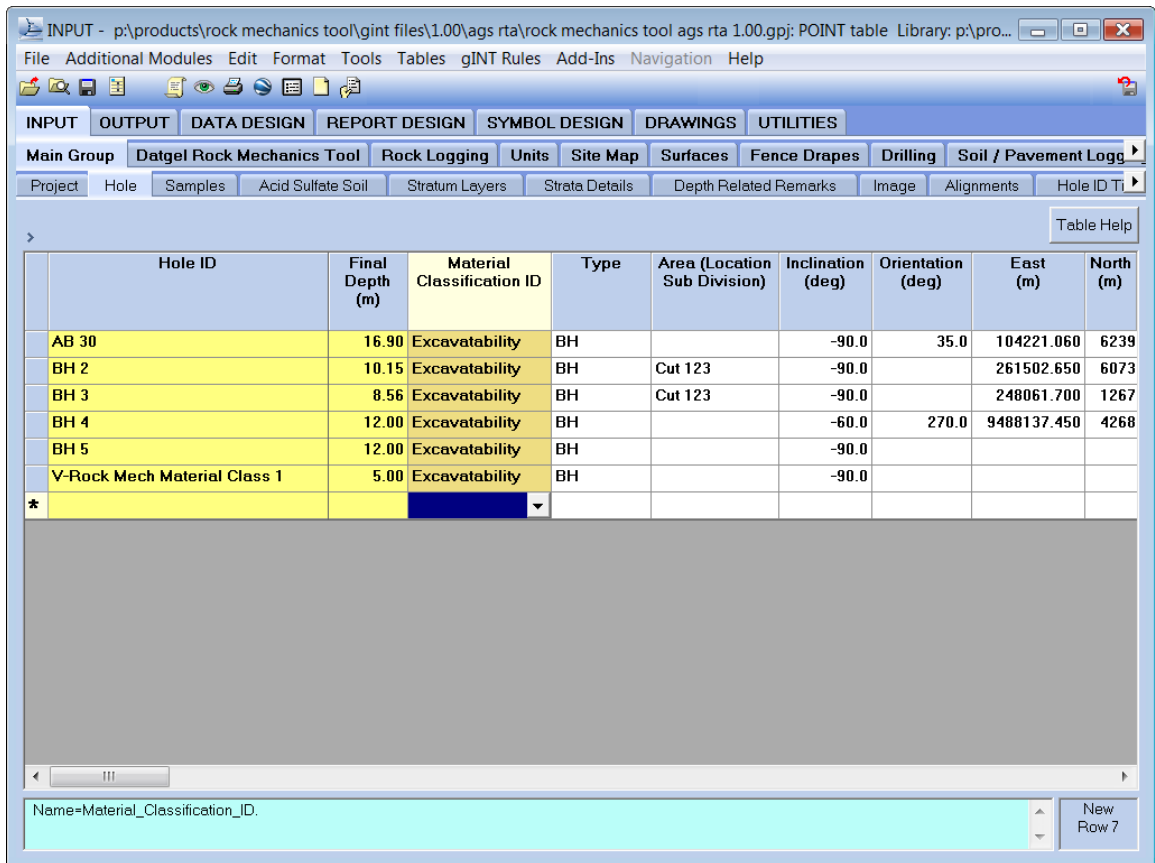 INPUT - p:\products\rock mechanics tool\gint files\1.00\ags rta\rock mechanics tool ags rta 1.00.gpj: POINT table Library: p:\pro...
File Additional Modules Edit Format Tools Tables gINT Rules Add-Ins Navigation Help
INPUT OUTPUT DATA DESIGN REPORT DESIGN SYMBOL DESIGN DRAWINGS UTILITIES
Main Group Datgel Rock Mechanics Tool Rock Logging Units Site Map Surfaces Fence Drapes Drilling Soil / Pavement Logg
Project Hole Samples Acid Sulfate Soil Stratum Layers Strata Details Depth Related Remarks Image Alignments Hole ID Ti
> Table Help
Hole ID Final Material Type Area (Location Inclination Orientation East North
Depth Classification ID Sub Division) (deg) (deg) (m) (m)
(m)
AB 30 16.90 Excavatability BH -90.0 35.0 104221.060 6239
BH 2 10.15 Excavatability BH Cut 123 -90.0 261502.650 6073
BH 3 8.56 Excavatability BH Cut 123 -90.0 248061.700 1267
BH 4 12.00 Excavatability BH -60.0 270.0 9488137.450 4268
BH 5 12.00 Excavatability BH -90.0
V-Rock Mech Material Class 1 5.00 Excavatability BH -90.0
*
Name=Material_Classification_ID. New
Row 7